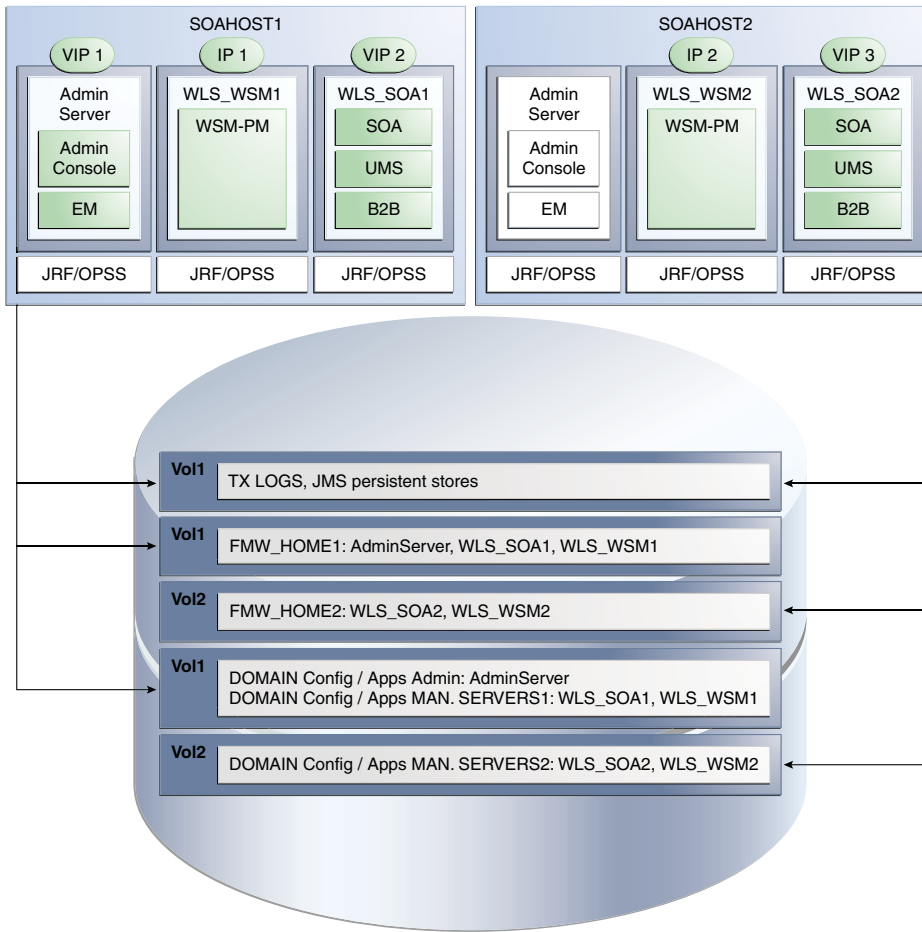 SOAHOST1
VIP 1
IP 1
VIP 2
Admin
Server
Admin
Console
EM
WLS_WSM1
WSM-PM
WLS_SOA1
SOA
UMS
B2B
JRF/OPSS
JRF/OPSS
JRF/OPSS
SOAHOST2
IP 2
VIP 3
Admin
Server
Admin
Console
EM
WLS_WSM2
WSM-PM
WLS_SOA2
SOA
UMS
B2B
JRF/OPSS
JRF/OPSS
JRF/OPSS
Vol1
TX LOGS, JMS persistent stores
Vol1
FMW_HOME1: AdminServer, WLS_SOA1, WLS_WSM1
Vol2
FMW_HOME2: WLS_SOA2, WLS_WSM2
Vol1
DOMAIN Config / Apps Admin: AdminServer
DOMAIN Config / Apps MAN. SERVERS1: WLS_SOA1, WLS_WSM1
Vol2
DOMAIN Config / Apps MAN. SERVERS2: WLS_SOA2, WLS_WSM2